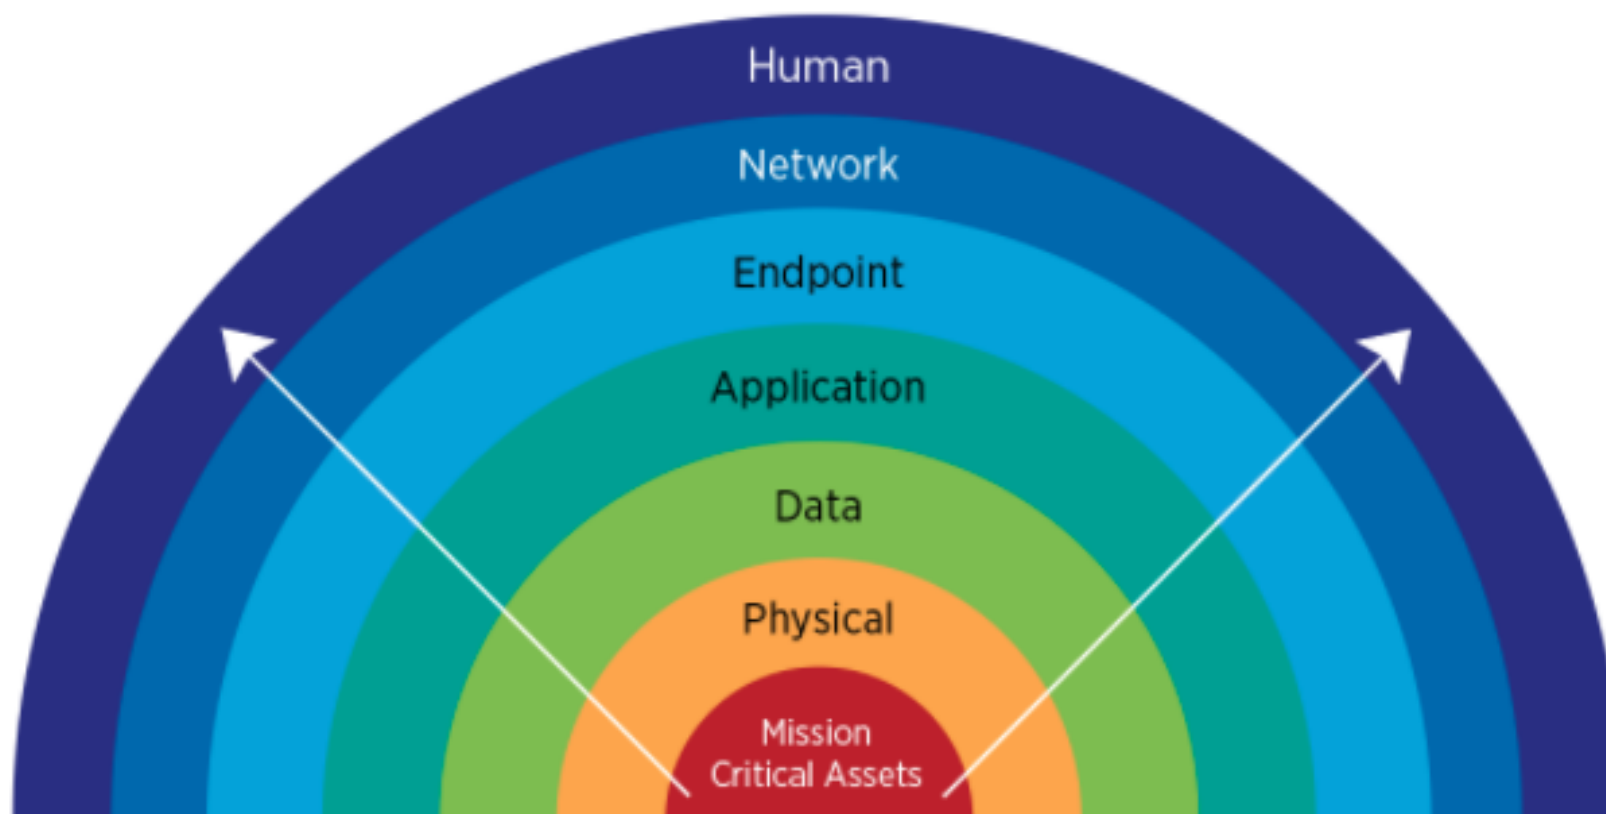 Human
Network
Endpoint
Application
Data
Physical
Mission
Critical Assets